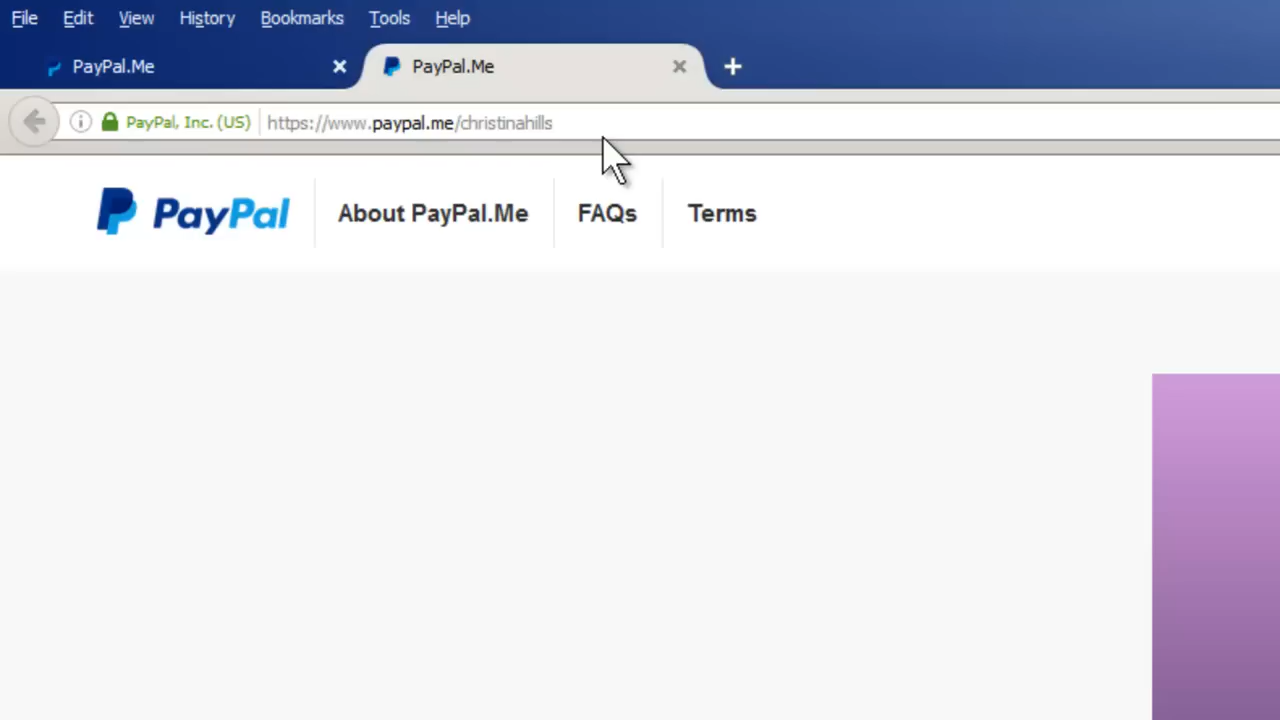 File Edit View History Bookmarks Tools Help
PayPal.Me PayPal.Me
PayPal, Inc. (US) https://www.paypal.me/christinahills
PayPal About PayPal.Me FAQs Terms